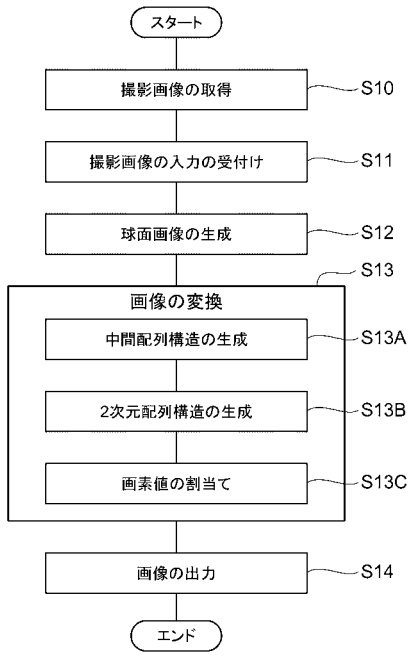 スタート
撮影画像の取得 S10
撮影画像の入力の受付け S11
球面画像の生成 S12
S13
画像の変換
中間配列構造の生成 S13A
2次元配列構造の生成 S13B
画素値の割当て S13C
画像の出力 S14
エンド